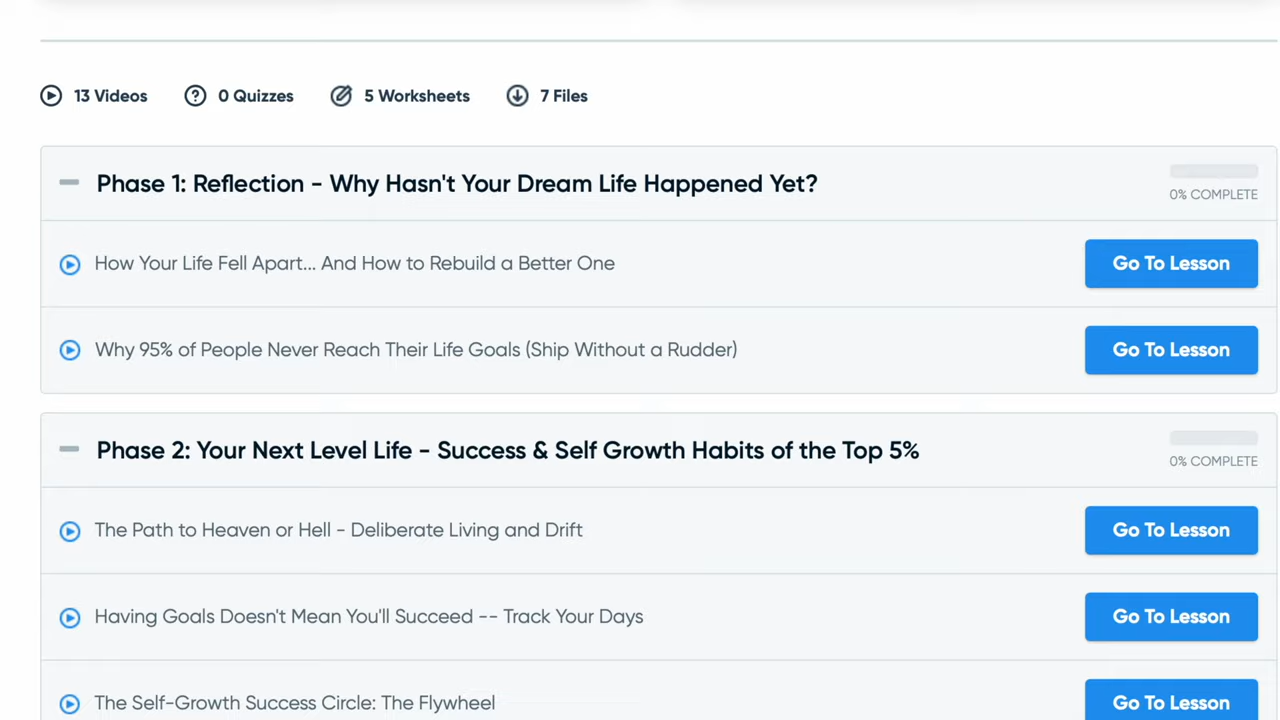 13 Videos 0 Quizzes 5 Worksheets 7 Files
Phase 1: Reflection - Why Hasn't Your Dream Life Happened Yet?
0% COMPLETE
How Your Life Fell Apart... And How to Rebuild a Better One
Go To Lesson
Why 95% of People Never Reach Their Life Goals (Ship Without a Rudder)
Go To Lesson
Phase 2: Your Next Level Life - Success & Self Growth Habits of the Top 5%
0% COMPLETE
The Path to Heaven or Hell - Deliberate Living and Drift
Go To Lesson
Having Goals Doesn't Mean You'll Succeed -- Track Your Days
Go To Lesson
The Self-Growth Success Circle: The Flywheel
Go To Lesson